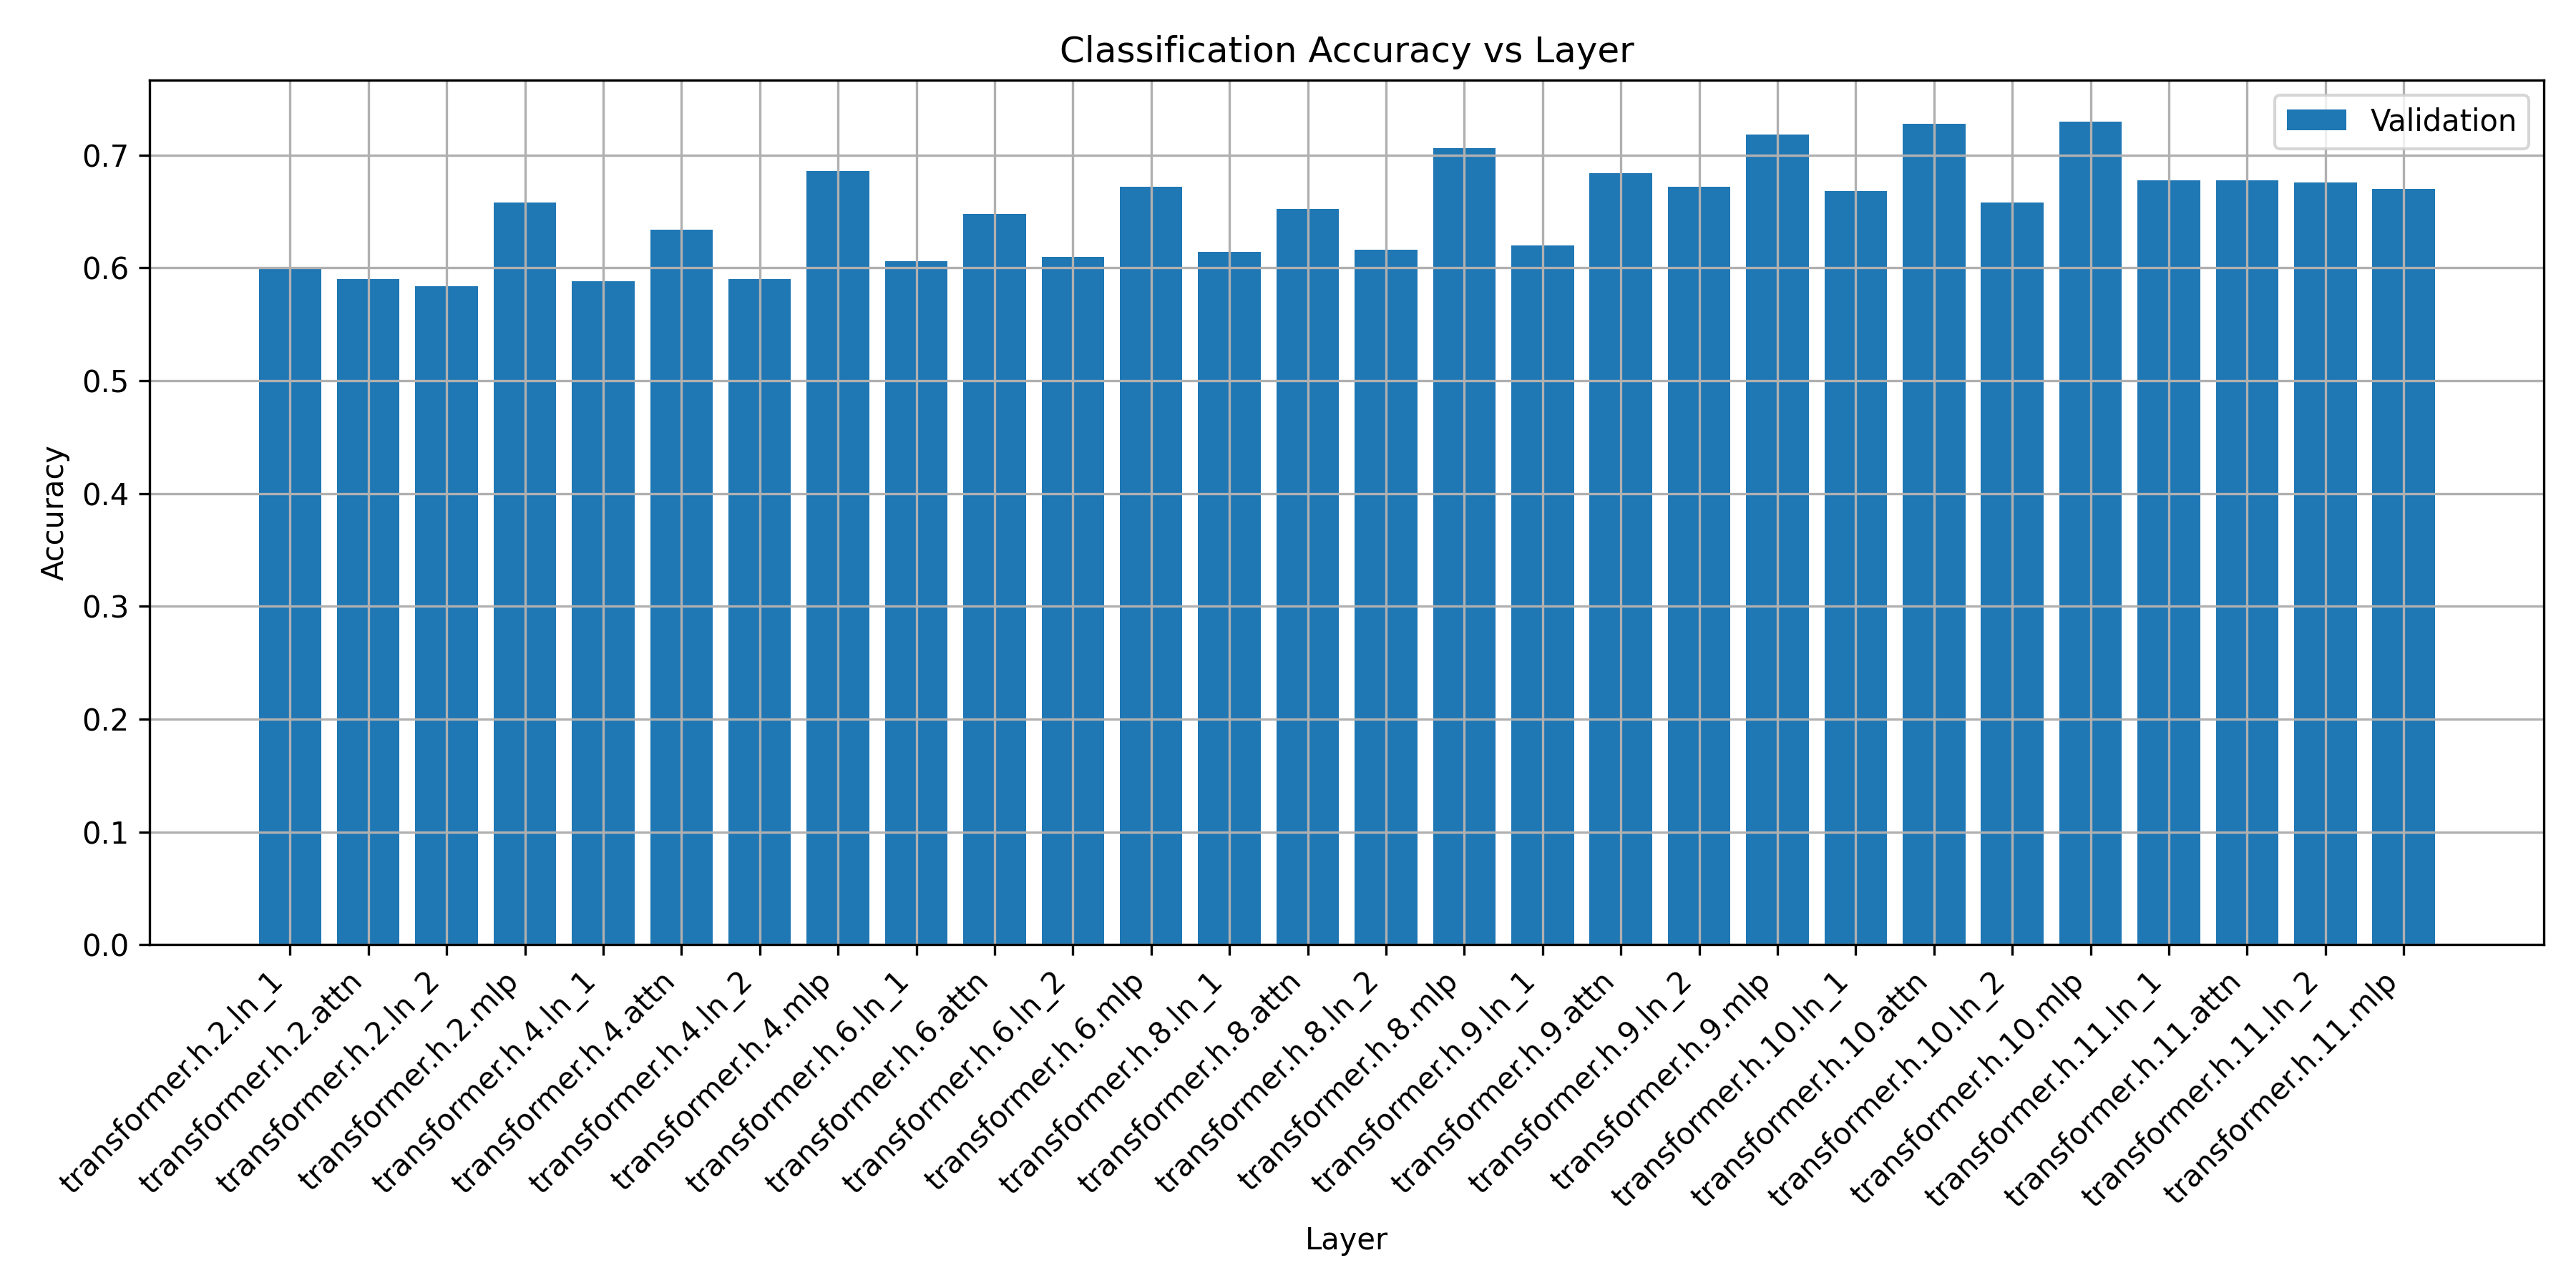 Classification Accuracy vs Layer
Validation
Accuracy
0.7
0.6
0.5
0.4
0.3
0.2
0.1
0.0
transformer.h.2.ln_1
transformer.h.2.attn
transformer.h.2.ln_2
transformer.h.2.mlp
transformer.h.4.ln_1
transformer.h.4.attn
transformer.h.4.ln_2
transformer.h.4.mlp
transformer.h.6.ln_1
transformer.h.6.attn
transformer.h.6.ln_2
transformer.h.6.mlp
transformer.h.8.ln_1
transformer.h.8.attn
transformer.h.8.ln_2
transformer.h.8.mlp
transformer.h.9.ln_1
transformer.h.9.attn
transformer.h.9.ln_2
transformer.h.9.mlp
transformer.h.10.ln_1
transformer.h.10.attn
transformer.h.10.ln_2
transformer.h.10.mlp
transformer.h.11.ln_1
transformer.h.11.attn
transformer.h.11.ln_2
transformer.h.11.mlp
Layer